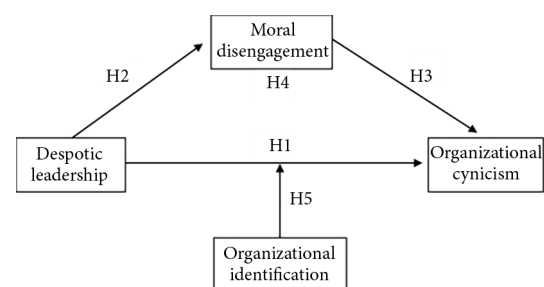 Moral
disengagement
H2
H4
H3
Despotic
leadership
H1
Organizational
cynicism
H5
Organizational
identification